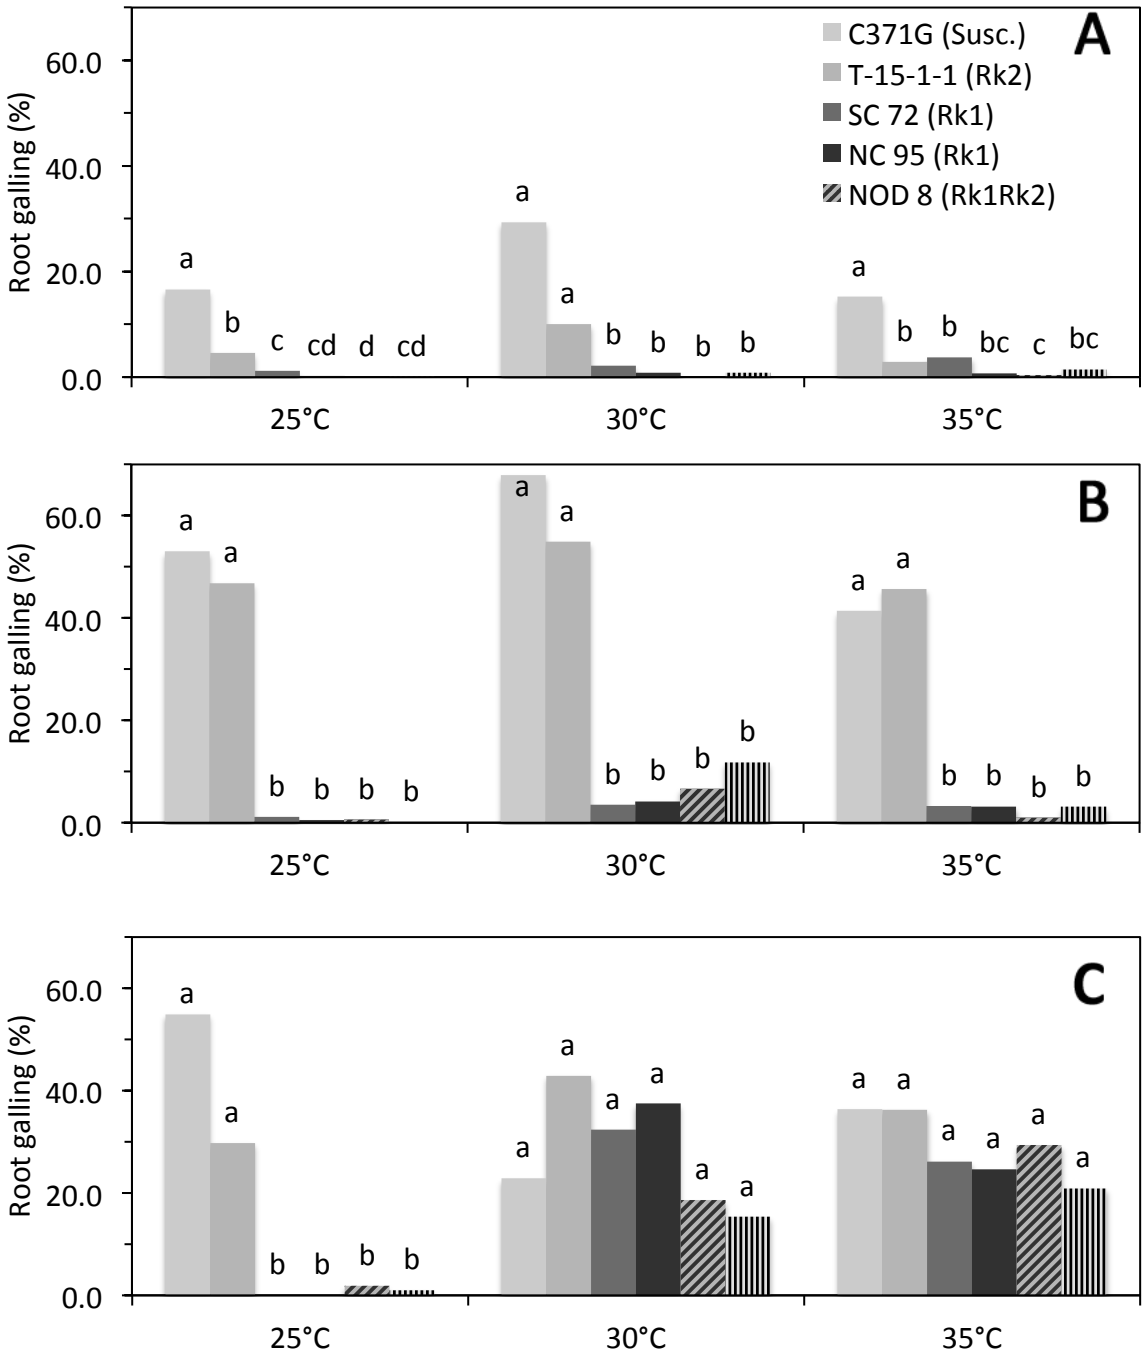 A
C371G (Susc.)
T-15-1-1 (Rk2)
SC 72 (Rk1)
NC 95 (Rk1)
NOD 8 (Rk1Rk2)
Root galling (%)
60.0
40.0
20.0
0.0
a b c cd d cd
a a b b b b
a b b bc c bc
25°C 30°C 35°C
B
Root galling (%)
60.0
40.0
20.0
0.0
a a b b b b
a a b b b b
a a b b b b
25°C 30°C 35°C
C
Root galling (%)
60.0
40.0
20.0
0.0
a a b b b b
a a a a a a
a a a a a a
25°C 30°C 35°C